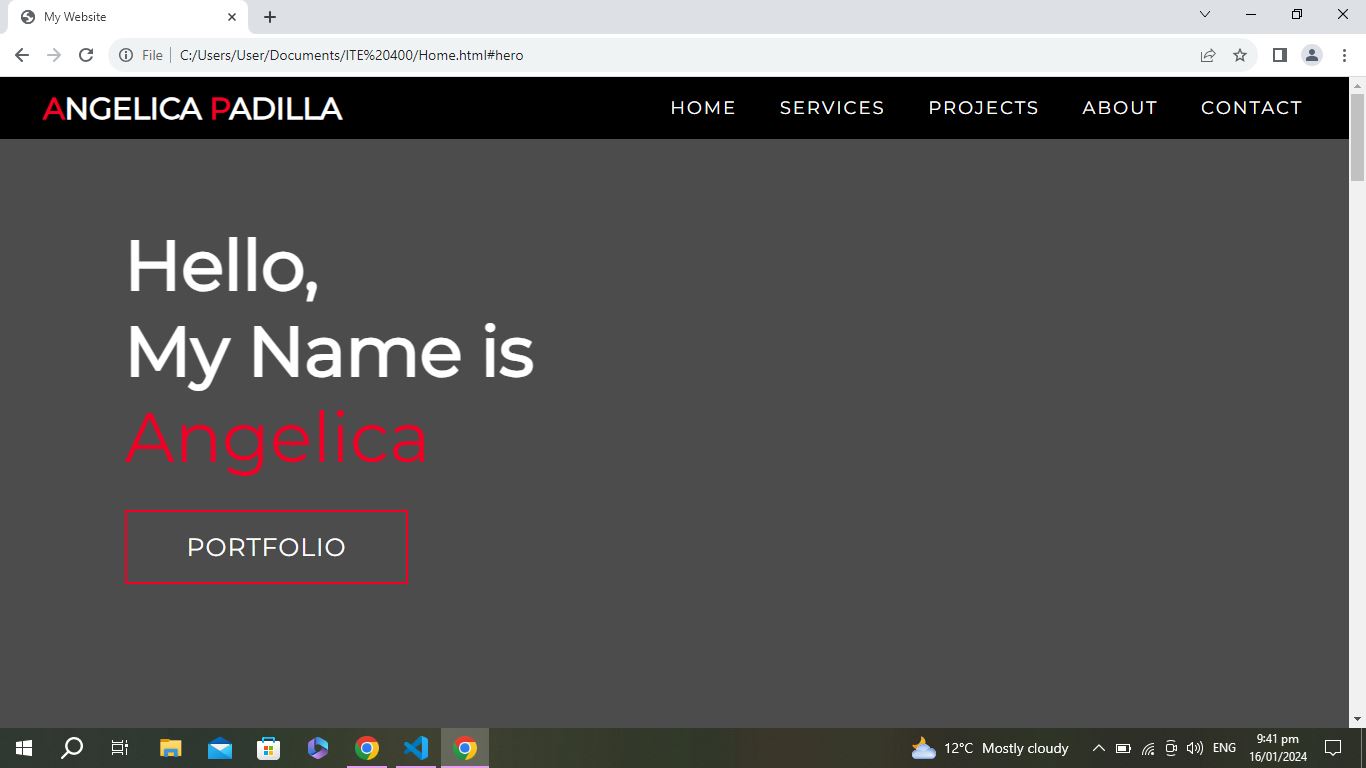 My Website
File
C:/Users/User/Documents/ITE%20400/Home.html#hero
ANGELICA PADILLA
HOME
SERVICES
PROJECTS
ABOUT
CONTACT
Hello,
My Name is
Angelica
PORTFOLIO
12°C Mostly cloudy
ENG
9:41 pm
16/01/2024